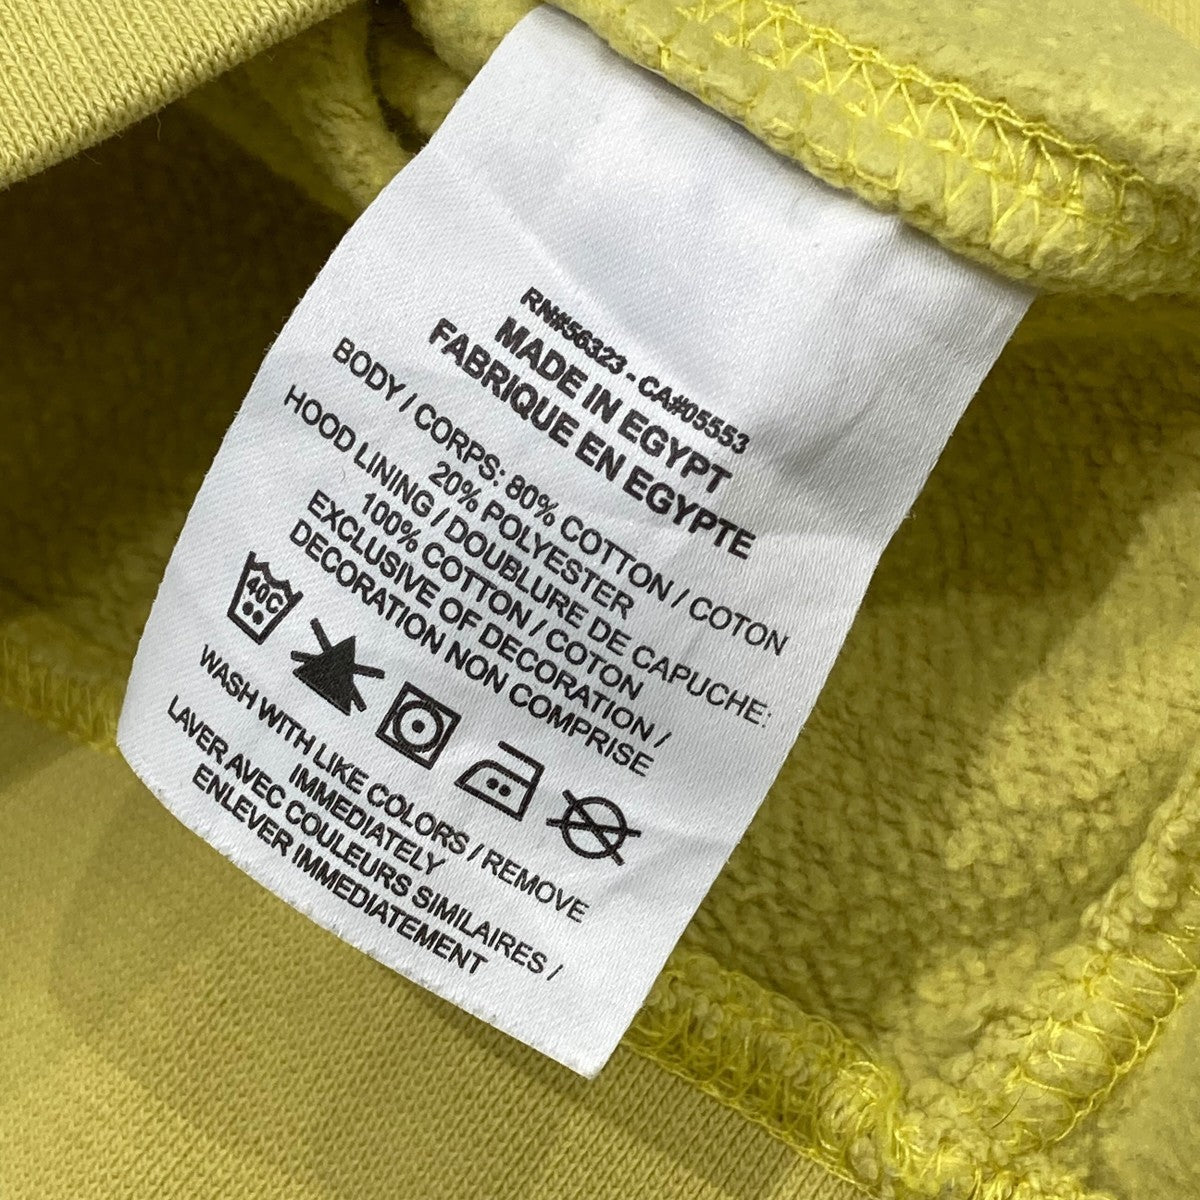 RN#56323 - CA#05553
MADE IN EGYPT
FABRIQUE EN EGYPTE
BODY / CORPS: 80% COTTON / COTON
20% POLYESTER
HOOD LINING / DOUBLURE DE CAPUCHE:
100% COTTON / COTON
EXCLUSIVE OF DECORATION /
DECORATION NON COMPRISE
40C
WASH WITH LIKE COLORS / REMOVE
IMMEDIATELY
LAVER AVEC COULEURS SIMILAIRES /
ENLEVER IMMEDIATEMENT